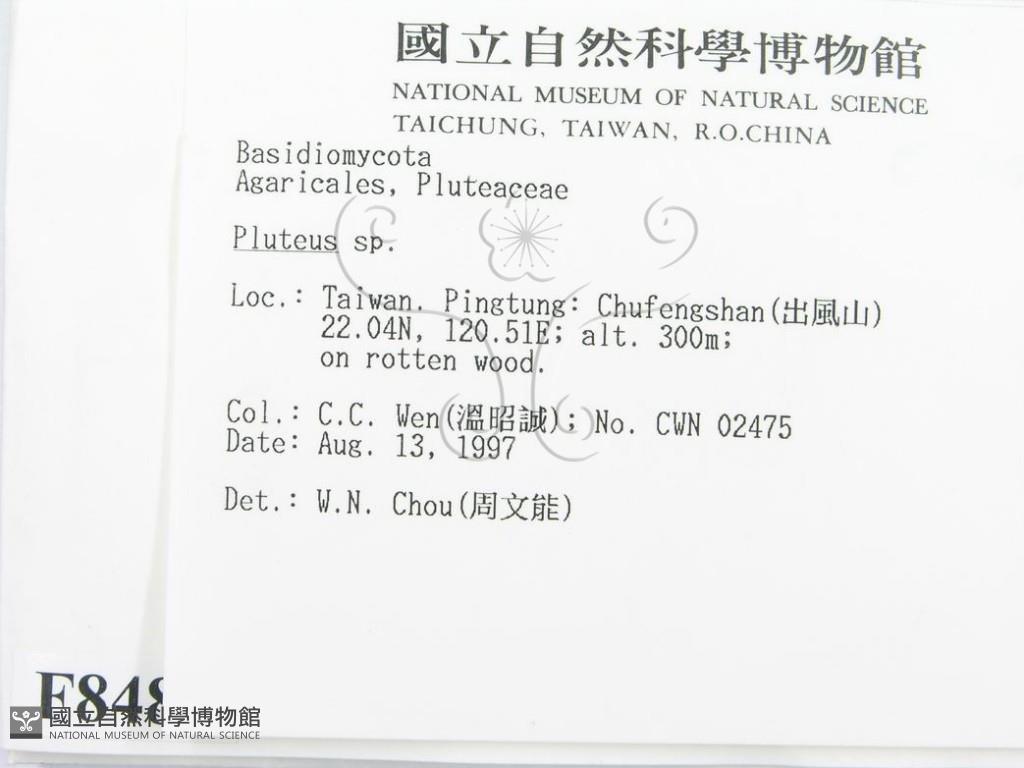 國立自然科學博物館
NATIONAL MUSEUM OF NATURAL SCIENCE
TAICHUNG, TAIWAN, R.O.CHINA
Basidiomycota
Agaricales, Pluteaceae
Pluteus sp.
Loc.: Taiwan. Pingtung: Chufengshan(出風山)
22.04N, 120.51E; alt. 300m;
on rotten wood.
Col.: C.C. Wen(溫昭誠); No. CWN 02475
Date: Aug. 13, 1997
Det.: W.N. Chou(周文能)
F848
國立自然科學博物館
NATIONAL MUSEUM OF NATURAL SCIENCE